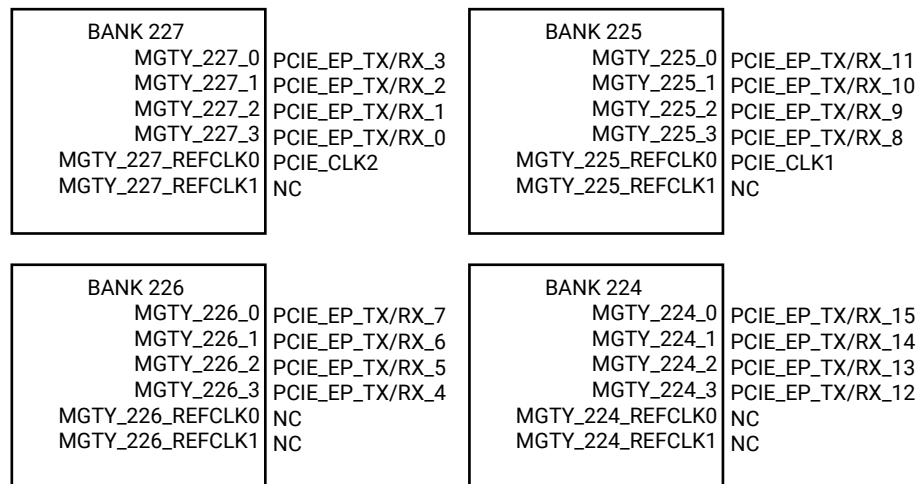 BANK 227
MGTY_227_0 PCIE_EP_TX/RX_3
MGTY_227_1 PCIE_EP_TX/RX_2
MGTY_227_2 PCIE_EP_TX/RX_1
MGTY_227_3 PCIE_EP_TX/RX_0
MGTY_227_REFCLK0 PCIE_CLK2
MGTY_227_REFCLK1 NC
BANK 225
MGTY_225_0 PCIE_EP_TX/RX_11
MGTY_225_1 PCIE_EP_TX/RX_10
MGTY_225_2 PCIE_EP_TX/RX_9
MGTY_225_3 PCIE_EP_TX/RX_8
MGTY_225_REFCLK0 PCIE_CLK1
MGTY_225_REFCLK1 NC
BANK 226
MGTY_226_0 PCIE_EP_TX/RX_7
MGTY_226_1 PCIE_EP_TX/RX_6
MGTY_226_2 PCIE_EP_TX/RX_5
MGTY_226_3 PCIE_EP_TX/RX_4
MGTY_226_REFCLK0 NC
MGTY_226_REFCLK1 NC
BANK 224
MGTY_224_0 PCIE_EP_TX/RX_15
MGTY_224_1 PCIE_EP_TX/RX_14
MGTY_224_2 PCIE_EP_TX/RX_13
MGTY_224_3 PCIE_EP_TX/RX_12
MGTY_224_REFCLK0 NC
MGTY_224_REFCLK1 NC